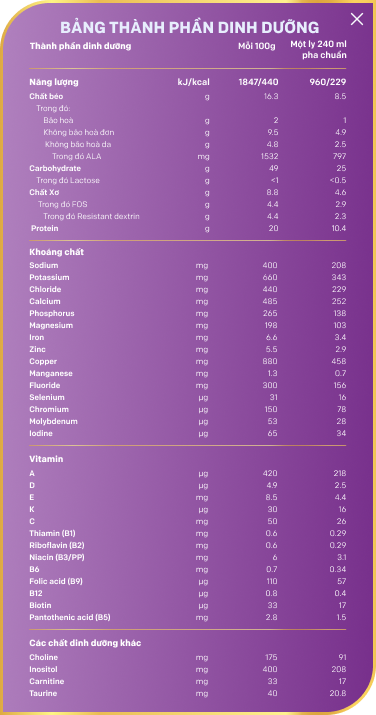 BẢNG THÀNH PHẦN DINH DƯỠNG
Thành phần dinh dưỡng Mỗi 100g Một ly 240 ml pha chuẩn
Năng lượng kJ/kcal 1847/440 960/229
Chất béo g 16.3 8.5
Trong đó:
Bão hoà g 2 1
Không bão hoà đơn g 9.5 4.9
Không bão hoà đa g 4.8 2.5
Trong đó ALA mg 1532 797
Carbohydrate g 49 25
Trong đó Lactose g <1 <0.5
Chất Xơ g 8.8 4.6
Trong đó FOS g 4.4 2.9
Trong đó Resistant dextrin g 4.4 2.3
Protein g 20 10.4
Khoáng chất
Sodium mg 400 208
Potassium mg 660 343
Chloride mg 440 229
Calcium mg 485 252
Phosphorus mg 265 138
Magnesium mg 198 103
Iron mg 6.6 3.4
Zinc mg 5.5 2.9
Copper mg 880 458
Manganese mg 1.3 0.7
Fluoride mg 300 156
Selenium µg 31 16
Chromium µg 150 78
Molybdenum µg 53 28
Iodine µg 65 34
Vitamin
A µg 420 218
D µg 4.9 2.5
E mg 8.5 4.4
K µg 30 16
C mg 50 26
Thiamin (B1) mg 0.6 0.29
Riboflavin (B2) mg 0.6 0.29
Niacin (B3/PP) mg 6 3.1
B6 mg 0.7 0.34
Folic acid (B9) µg 110 57
B12 µg 0.8 0.4
Biotin µg 33 17
Pantothenic acid (B5) mg 2.8 1.5
Các chất dinh dưỡng khác
Choline mg 175 91
Inositol mg 400 208
Carnitine mg 33 17
Taurine mg 40 20.8